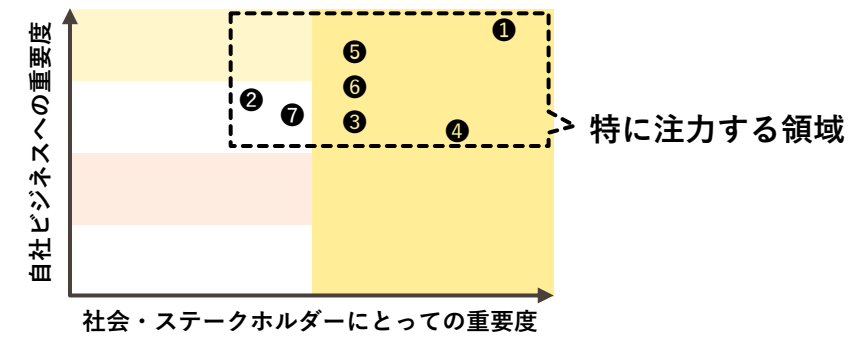 自社ビジネスへの重要度
❶
❺
❻
❷
❼
❸
❹
特に注力する領域
社会・ステークホルダーにとっての重要度